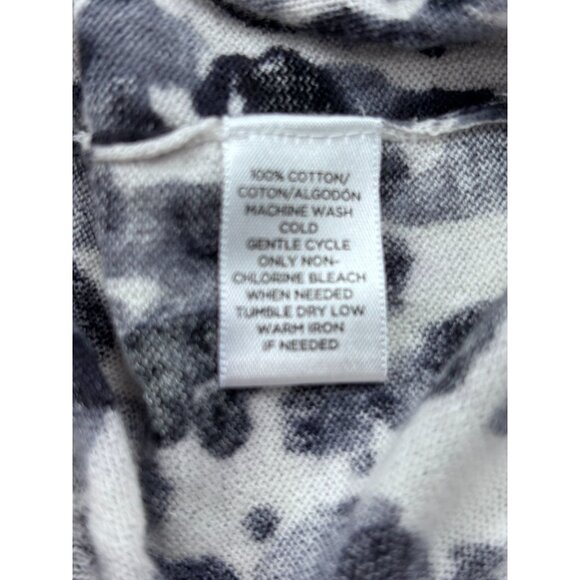 100% COTTON/
COTON/ALGODÓN
MACHINE WASH
COLD
GENTLE CYCLE
ONLY NON-
CHLORINE BLEACH
WHEN NEEDED
TUMBLE DRY LOW
WARM IRON
IF NEEDED